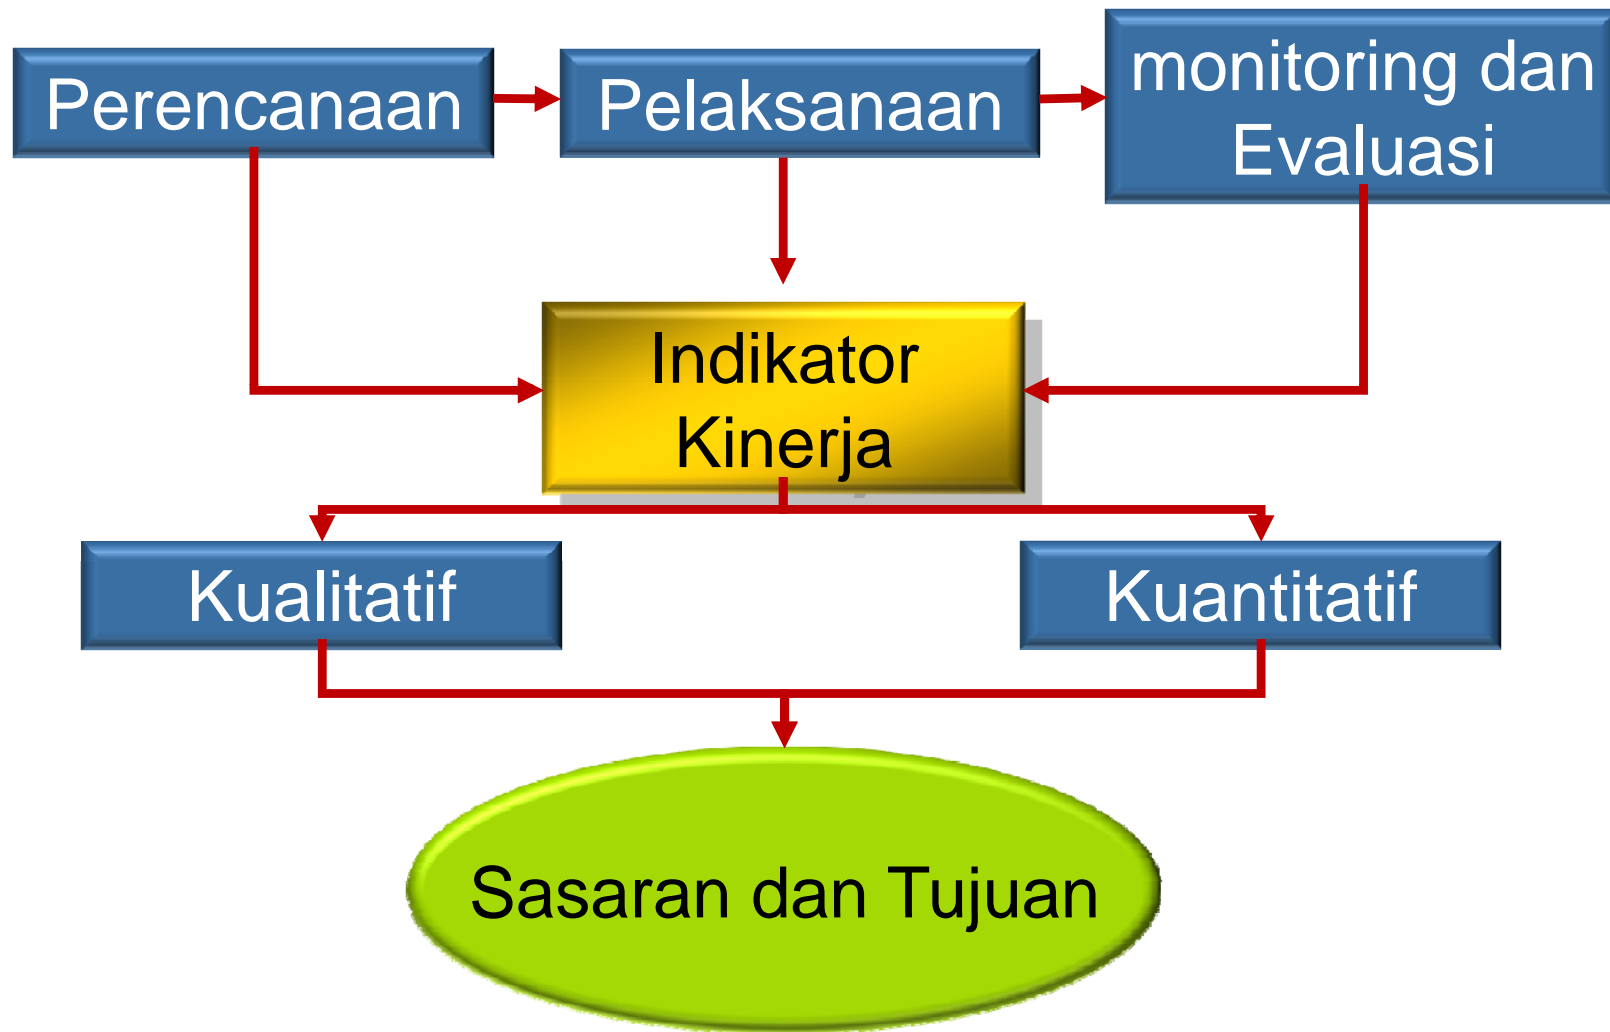 Perencanaan
Pelaksanaan
monitoring dan
Evaluasi
Indikator
Kinerja
Kualitatif
Kuantitatif
Sasaran dan Tujuan